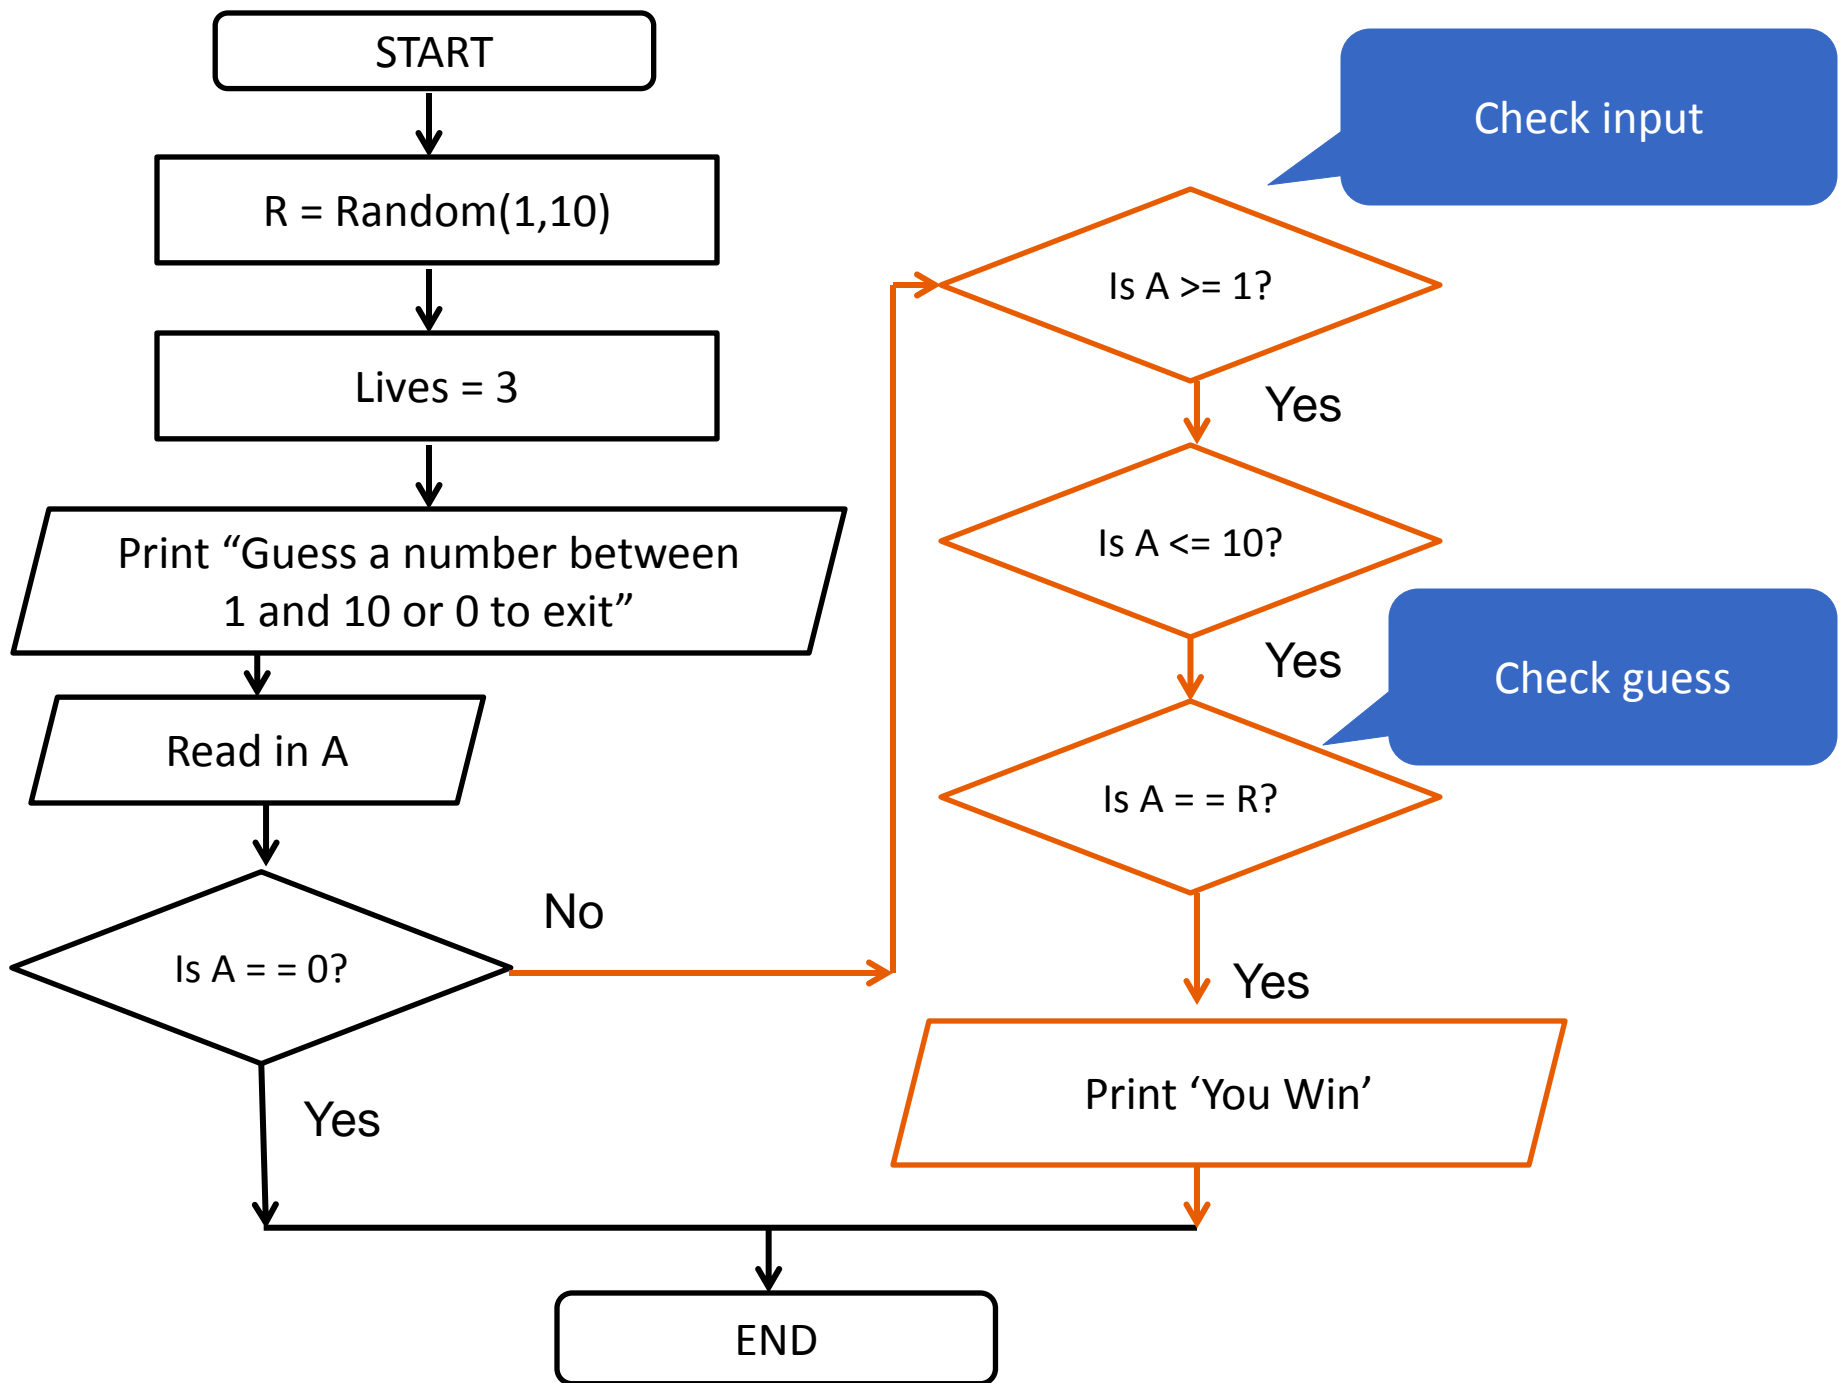 START
R = Random(1,10)
Lives = 3
Print “Guess a number between
1 and 10 or 0 to exit”
Read in A
Is A = = 0?
No
Yes
Check input
Is A >= 1?
Yes
Is A <= 10?
Yes
Check guess
Is A = = R?
Yes
Print ‘You Win’
END